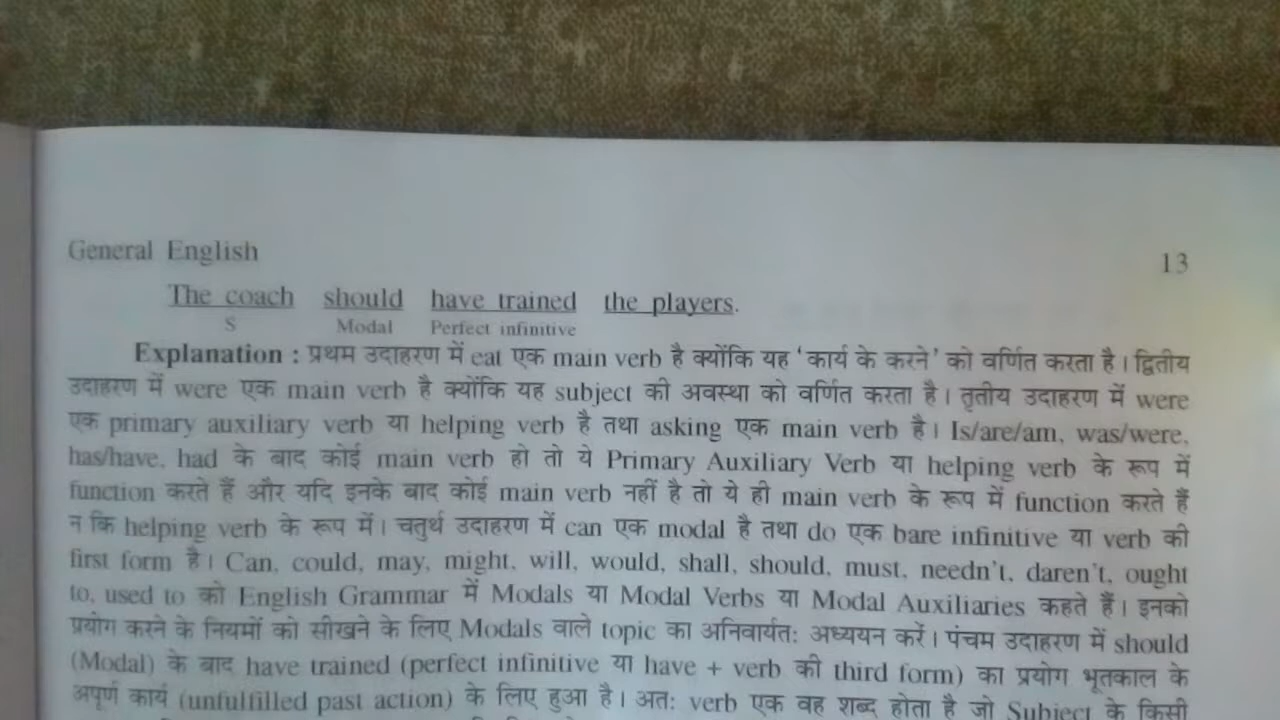 General English 13
The coach should have trained the players.
S Modal Perfect infinitive
Explanation : प्रथम उदाहरण में eat एक main verb है क्योंकि यह 'कार्य के करने' को वर्णित करता है। द्वितीय
उदाहरण में were एक main verb है क्योंकि यह subject की अवस्था को वर्णित करता है। तृतीय उदाहरण में were
एक primary auxiliary verb या helping verb है तथा asking एक main verb है। Is/are/am, was/were,
has/have, had के बाद कोई main verb हो तो ये Primary Auxiliary Verb या helping verb के रूप में
function करते हैं और यदि इनके बाद कोई main verb नहीं है तो ये ही main verb के रूप में function करते हैं
न कि helping verb के रूप में। चतुर्थ उदाहरण में can एक modal है तथा do एक bare infinitive या verb की
first form है। Can, could, may, might, will, would, shall, should, must, needn't, daren't, ought
to, used to को English Grammar में Modals या Modal Verbs या Modal Auxiliaries कहते हैं। इनको
प्रयोग करने के नियमों को सीखने के लिए Modals वाले topic का अनिवार्यत: अध्ययन करें। पंचम उदाहरण में should
(Modal) के बाद have trained (perfect infinitive या have + verb की third form) का प्रयोग भूतकाल के
अपूर्ण कार्य (unfulfilled past action) के लिए हुआ है। अत: verb एक वह शब्द होता है जो Subject के किसी